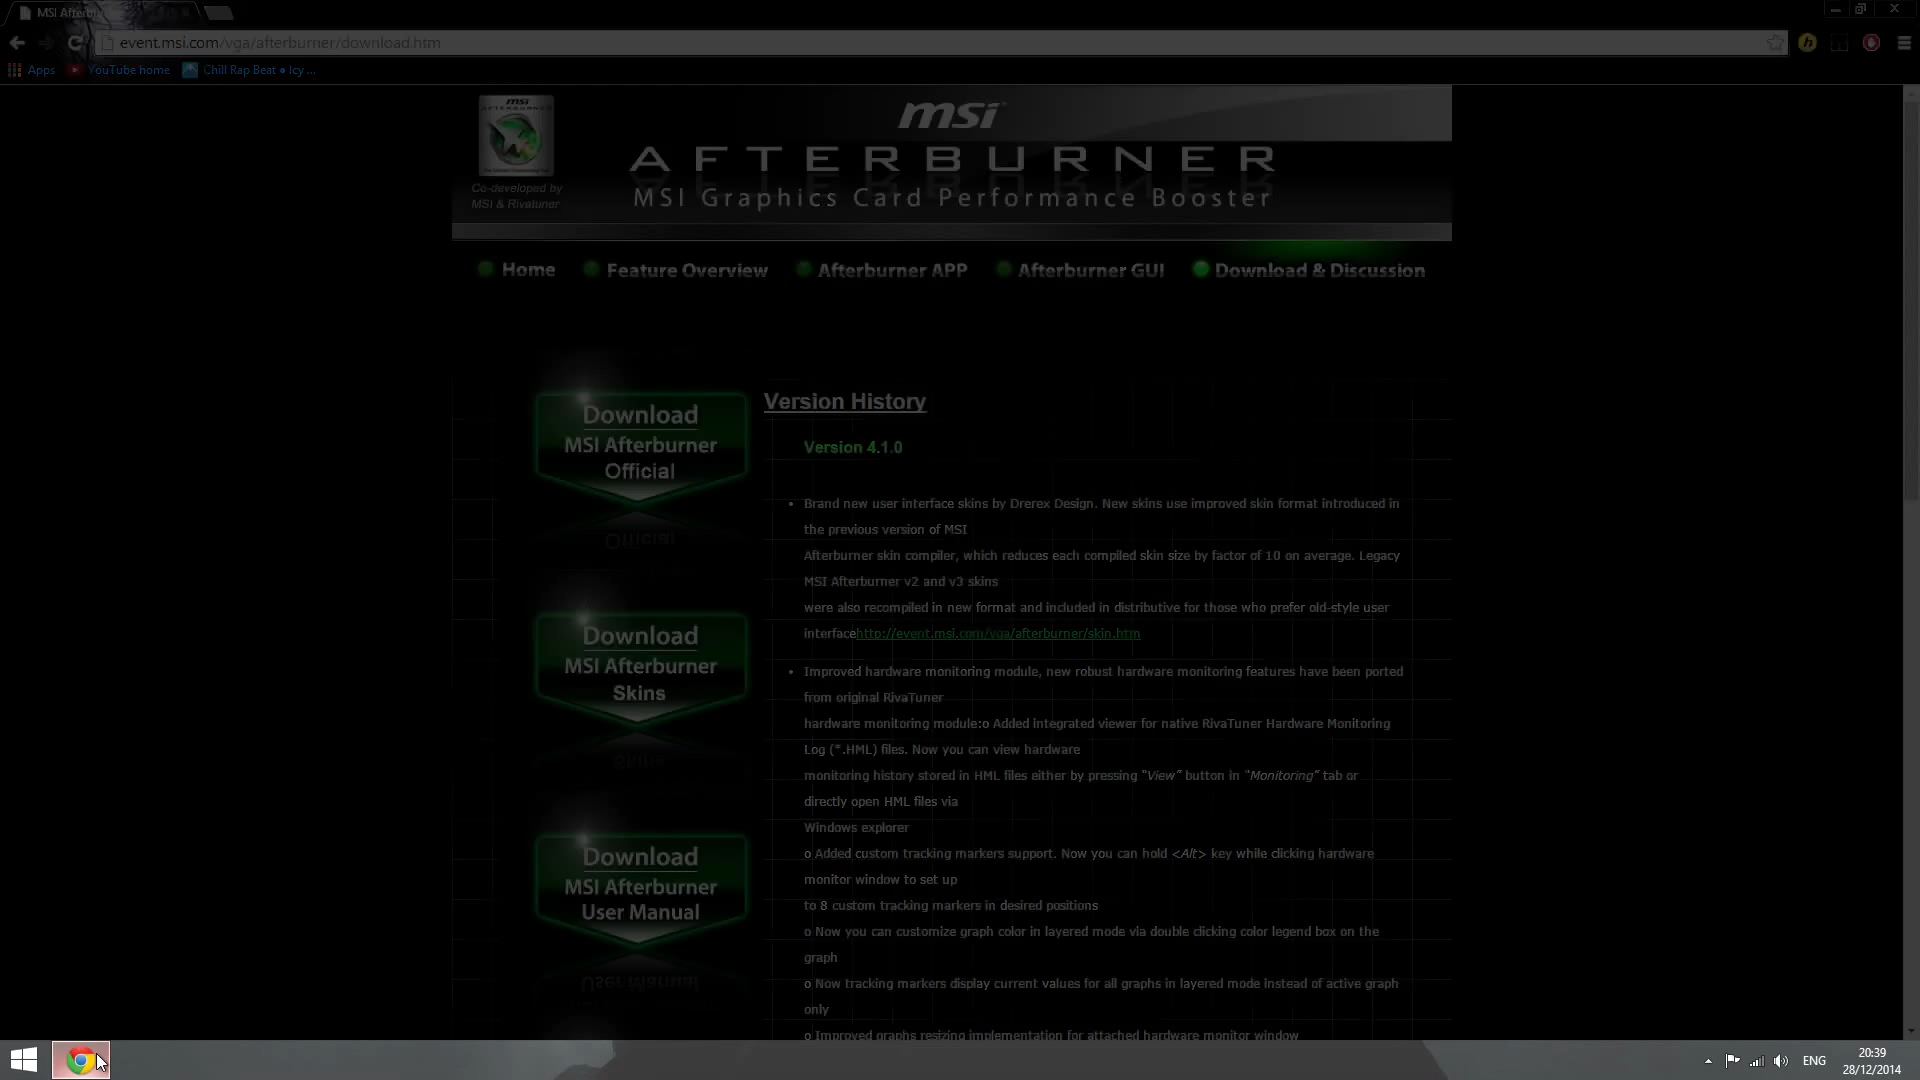 MSI Afterb
event.msi.com/vga/afterburner/download.htm
Apps
YouTube home
Chill Rap Beat • Icy ...
msi
AFTERBURNER
MSI Graphics Card Performance Booster
Co-developed by
MSI & Rivatuner
Home
Feature Overview
Afterburner APP
Afterburner GUI
Download & Discussion
Download
MSI Afterburner
Official
Download
MSI Afterburner
Skins
Download
MSI Afterburner
User Manual
Version History
Version 4.1.0
• Brand new user interface skins by Drerex Design. New skins use improved skin format introduced in
the previous version of MSI
Afterburner skin compiler, which reduces each compiled skin size by factor of 10 on average. Legacy
MSI Afterburner v2 and v3 skins
were also recompiled in new format and included in distributive for those who prefer old-style user
interfacehttp://event.msi.com/vga/afterburner/skin.htm
• Improved hardware monitoring module, new robust hardware monitoring features have been ported
from original RivaTuner
hardware monitoring module:o Added integrated viewer for native RivaTuner Hardware Monitoring
Log (*.HML) files. Now you can view hardware
monitoring history stored in HML files either by pressing "View" button in "Monitoring" tab or
directly open HML files via
Windows explorer
o Added custom tracking markers support. Now you can hold <Alt> key while clicking hardware
monitor window to set up
to 8 custom tracking markers in desired positions
o Now you can customize graph color in layered mode via double clicking color legend box on the
graph
o Now tracking markers display current values for all graphs in layered mode instead of active graph
only
o Improved graphs resizing implementation for attached hardware monitor window
ENG
20:39
28/12/2014